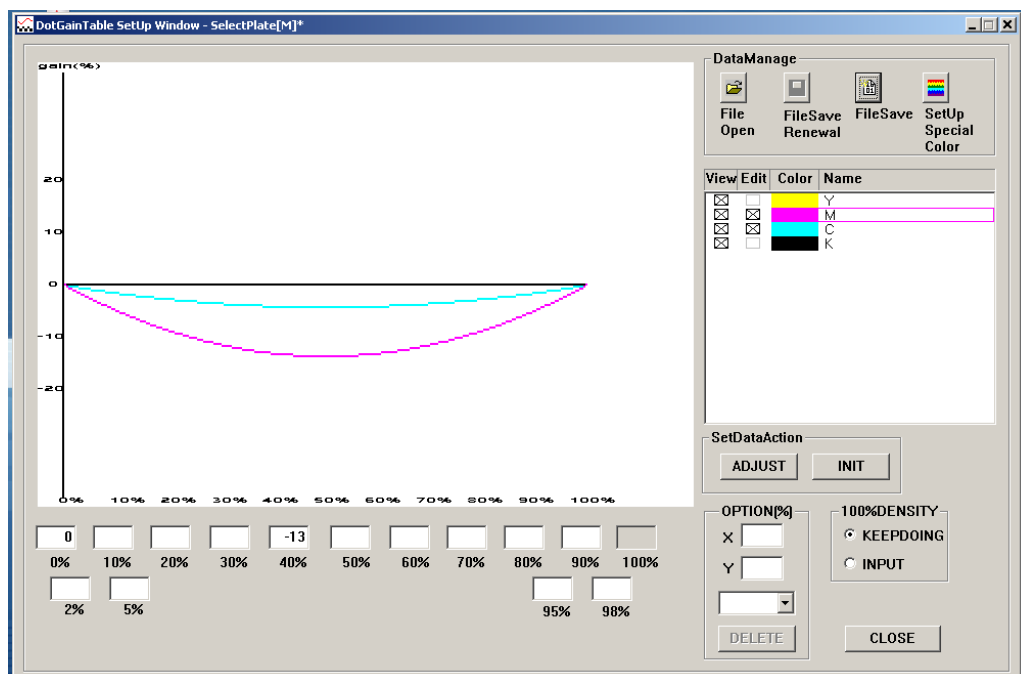 DotGainTable SetUp Window - SelectPlate[M]*
gain(%)
20
10
0
-10
-20
0% 10% 20% 30% 40% 50% 60% 70% 80% 90% 100%
0 -13
0% 10% 20% 30% 40% 50% 60% 70% 80% 90% 100%
2% 5% 95% 98%
DataManage
File Open
FileSave Renewal
FileSave
SetUp Special Color
View Edit Color Name
Y
M
C
K
SetDataAction
ADJUST INIT
OPTION(%)
X
Y
DELETE
100%DENSITY
KEEPDOING
INPUT
CLOSE